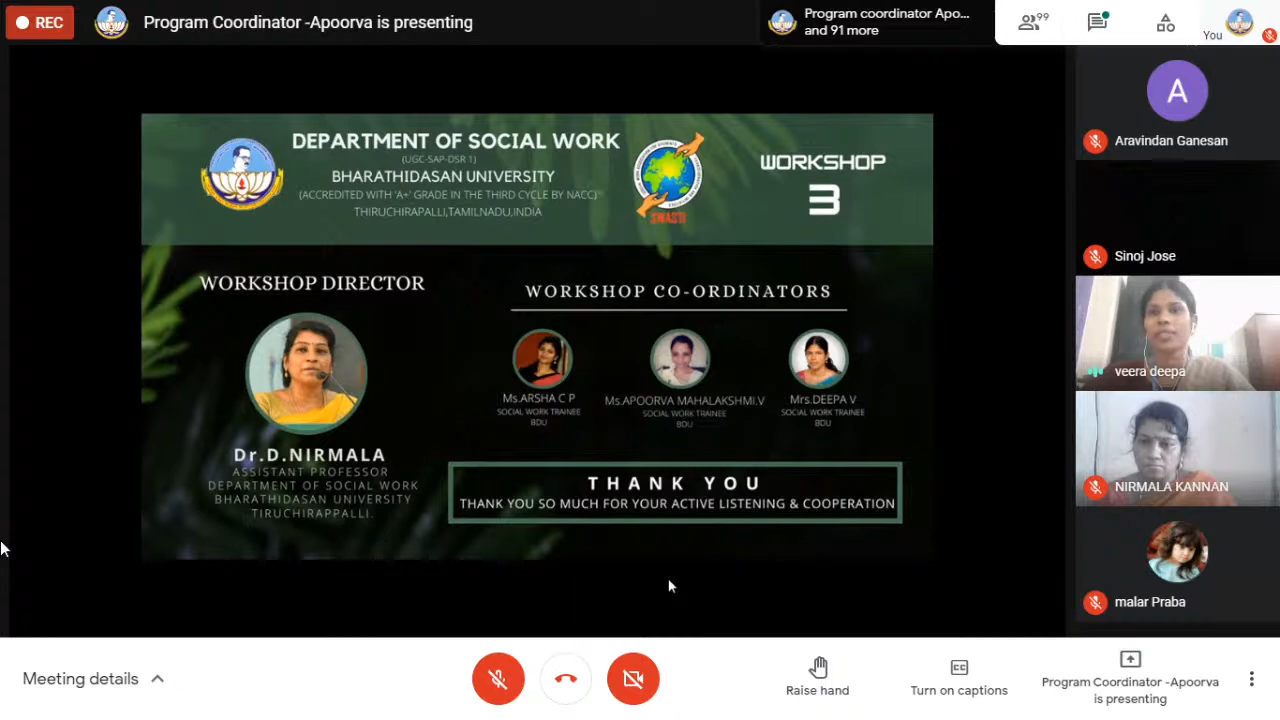 REC
Program Coordinator -Apoorva is presenting
Program coordinator Apo...
and 91 more
99
You
A
Aravindan Ganesan
Sinoj Jose
veera deepa
NIRMALA KANNAN
malar Praba
DEPARTMENT OF SOCIAL WORK
(UGC-SAP-DSR 1)
BHARATHIDASAN UNIVERSITY
(ACCREDITED WITH 'A+' GRADE IN THE THIRD CYCLE BY NACC)
THIRUCHIRAPALLI,TAMILNADU,INDIA
SWASTI
WORKSHOP
3
WORKSHOP DIRECTOR
Dr.D.NIRMALA
ASSISTANT PROFESSOR
DEPARTMENT OF SOCIAL WORK
BHARATHIDASAN UNIVERSITY
TIRUCHIRAPPALLI.
WORKSHOP CO-ORDINATORS
Ms.ARSHA C P
SOCIAL WORK TRAINEE
BDU
Ms.APOORVA MAHALAKSHMI.V
SOCIAL WORK TRAINEE
BDU
Mrs.DEEPA V
SOCIAL WORK TRAINEE
BDU
THANK YOU
THANK YOU SO MUCH FOR YOUR ACTIVE LISTENING & COOPERATION
Meeting details
Raise hand
CC
Turn on captions
Program Coordinator -Apoorva
is presenting